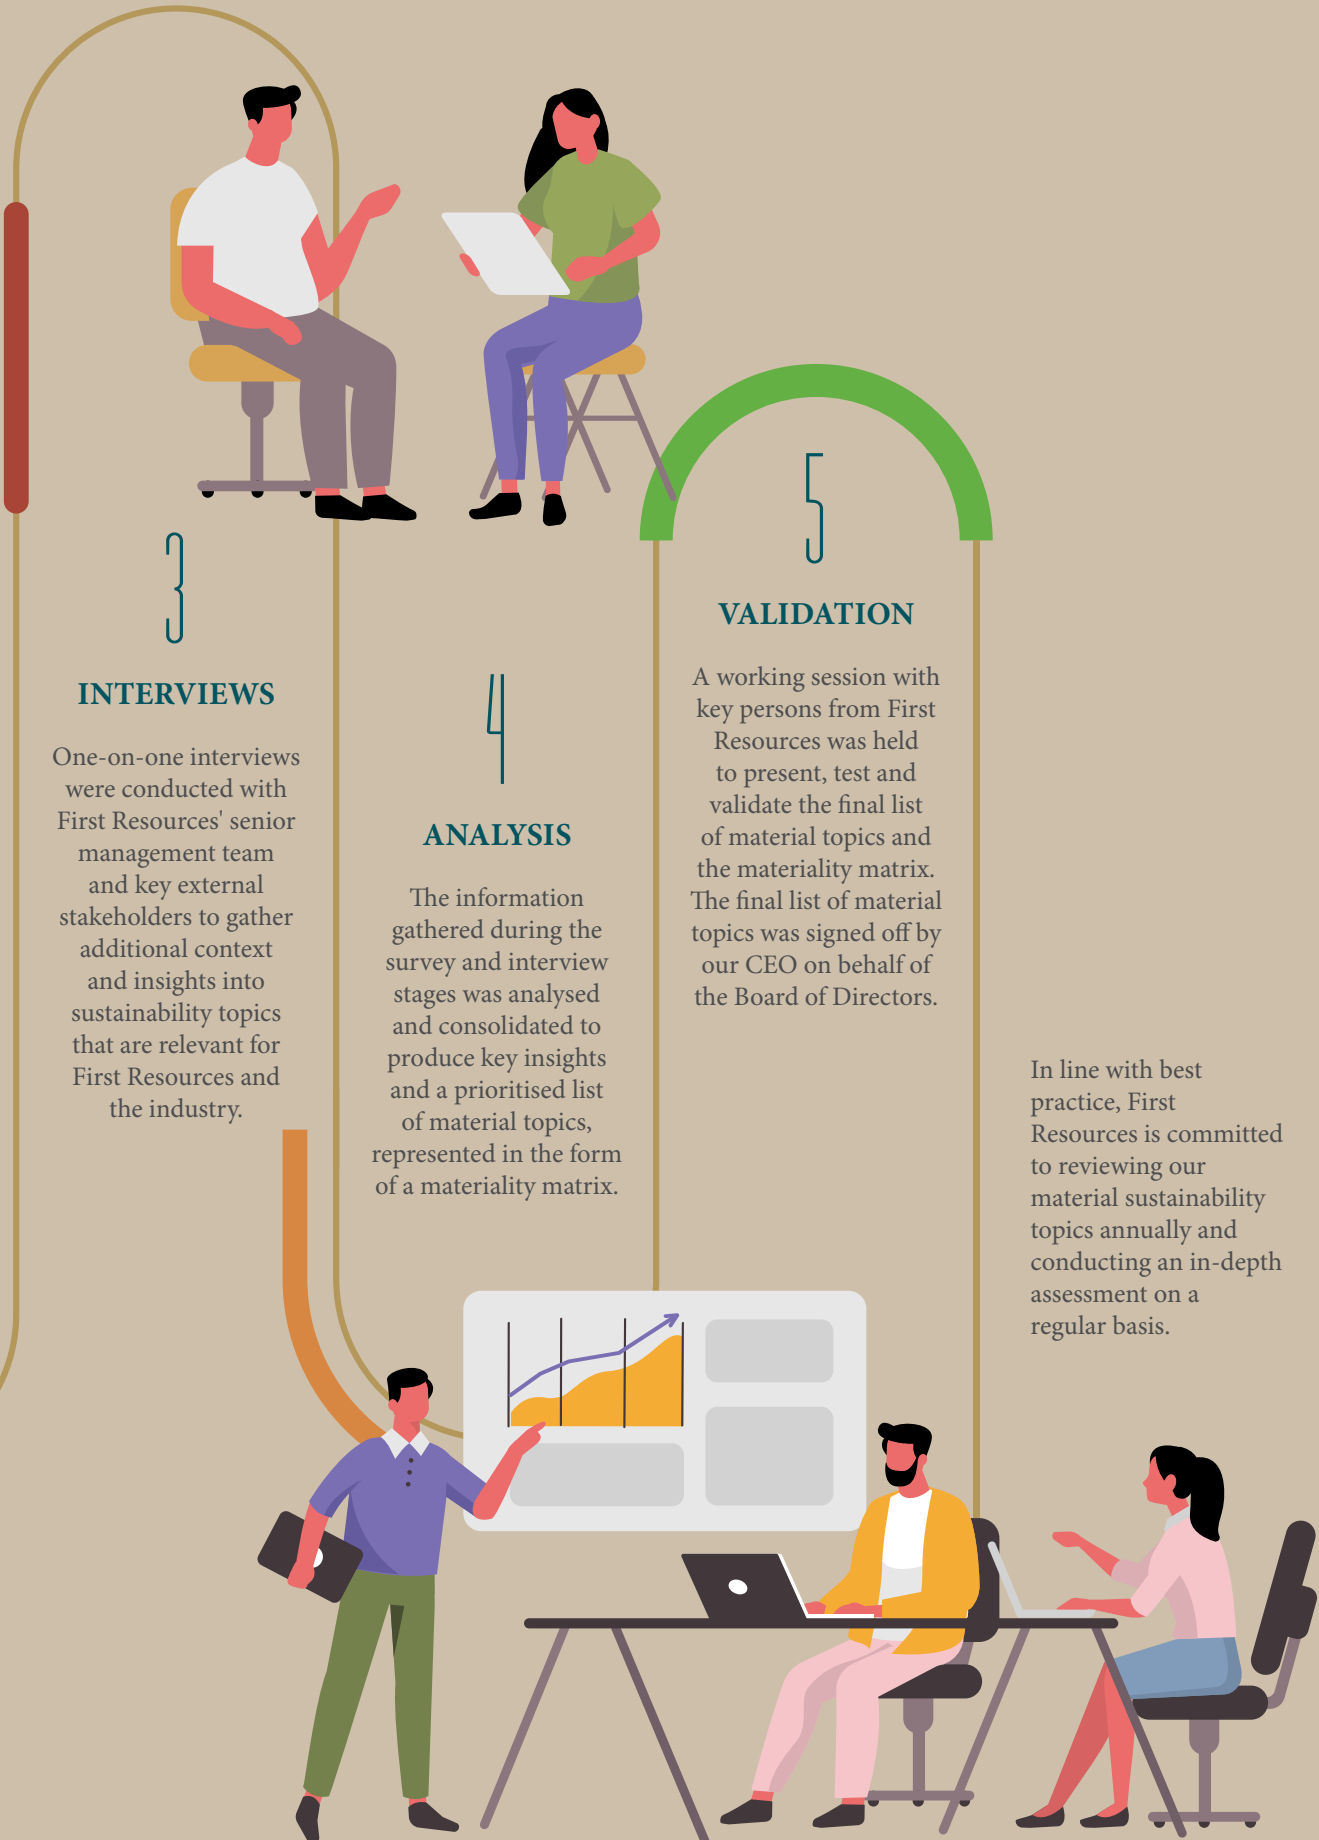 3
INTERVIEWS
One-on-one interviews
were conducted with
First Resources' senior
management team
and key external
stakeholders to gather
additional context
and insights into
sustainability topics
that are relevant for
First Resources and
the industry.
4
ANALYSIS
The information
gathered during the
survey and interview
stages was analysed
and consolidated to
produce key insights
and a prioritised list
of material topics,
represented in the form
of a materiality matrix.
5
VALIDATION
A working session with
key persons from First
Resources was held
to present, test and
validate the final list
of material topics and
the materiality matrix.
The final list of material
topics was signed off by
our CEO on behalf of
the Board of Directors.
In line with best
practice, First
Resources is committed
to reviewing our
material sustainability
topics annually and
conducting an in-depth
assessment on a
regular basis.